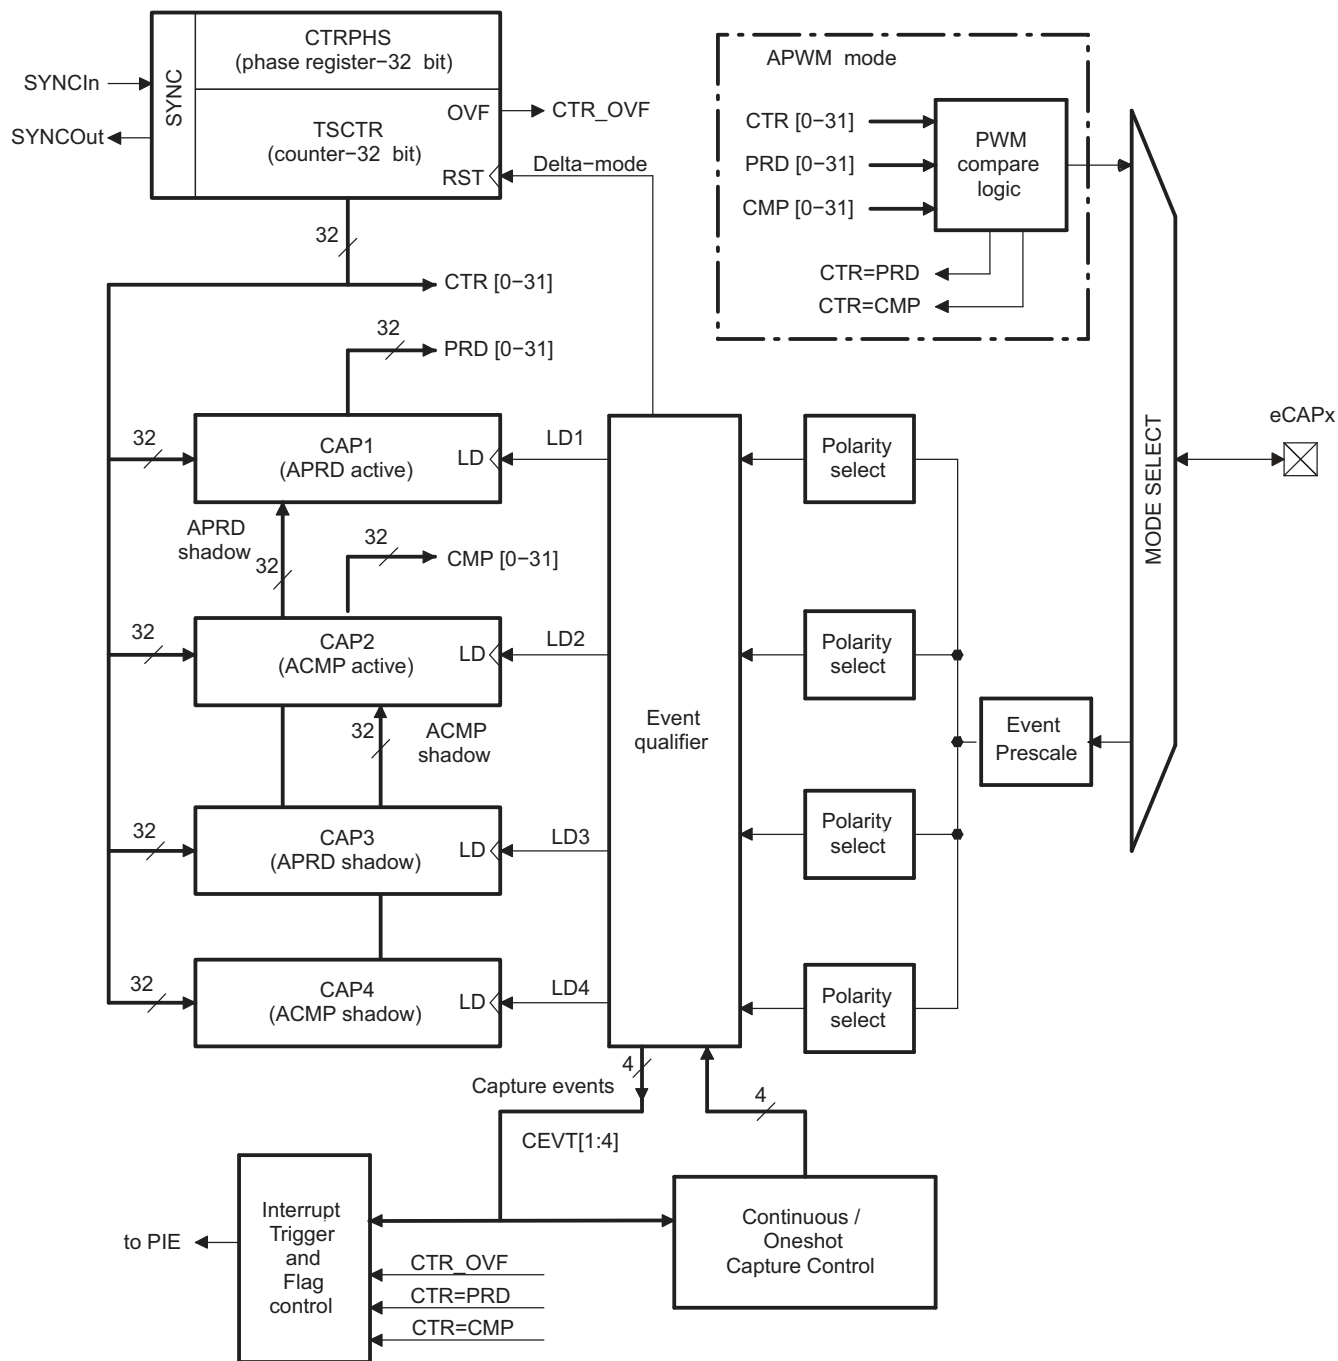 CTRPHS
(phase register−32 bit)
SYNC
SYNCIn
SYNCOut
TSCTR
(counter−32 bit)
OVF
RST
CTR_OVF
Delta−mode
APWM mode
CTR [0−31]
PRD [0−31]
CMP [0−31]
PWM
compare
logic
CTR=PRD
CTR=CMP
32
CTR [0−31]
32
PRD [0−31]
32
CAP1
(APRD active)
LD
LD1
Polarity
select
eCAPx
MODE SELECT
APRD
shadow
32
32
CMP [0−31]
32
CAP2
(ACMP active)
LD
LD2
Polarity
select
32
ACMP
shadow
Event
qualifier
Event
Prescale
32
CAP3
(APRD shadow)
LD
LD3
Polarity
select
32
CAP4
(ACMP shadow)
LD
LD4
Polarity
select
4
Capture events
4
CEVT[1:4]
Interrupt
Trigger
and
Flag
control
to PIE
CTR_OVF
CTR=PRD
CTR=CMP
Continuous /
Oneshot
Capture Control